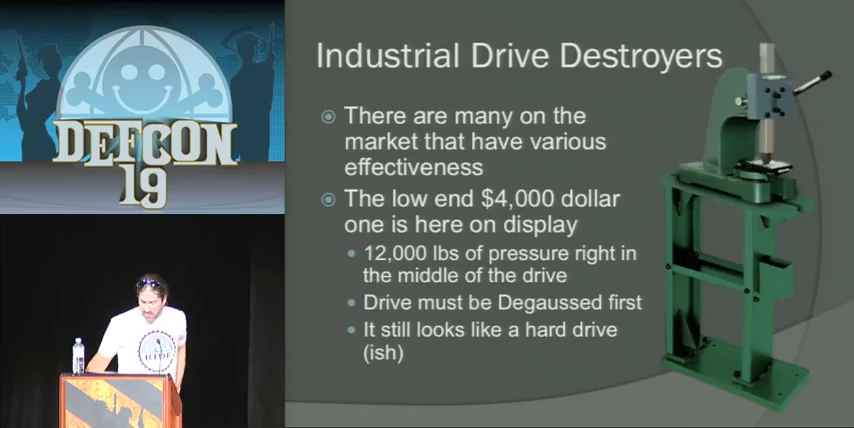 DEFCON
19
RIDE
Industrial Drive Destroyers
There are many on the
market that have various
effectiveness
The low end $4,000 dollar
one is here on display
12,000 lbs of pressure right in
the middle of the drive
Drive must be Degaussed first
It still looks like a hard drive
(ish)